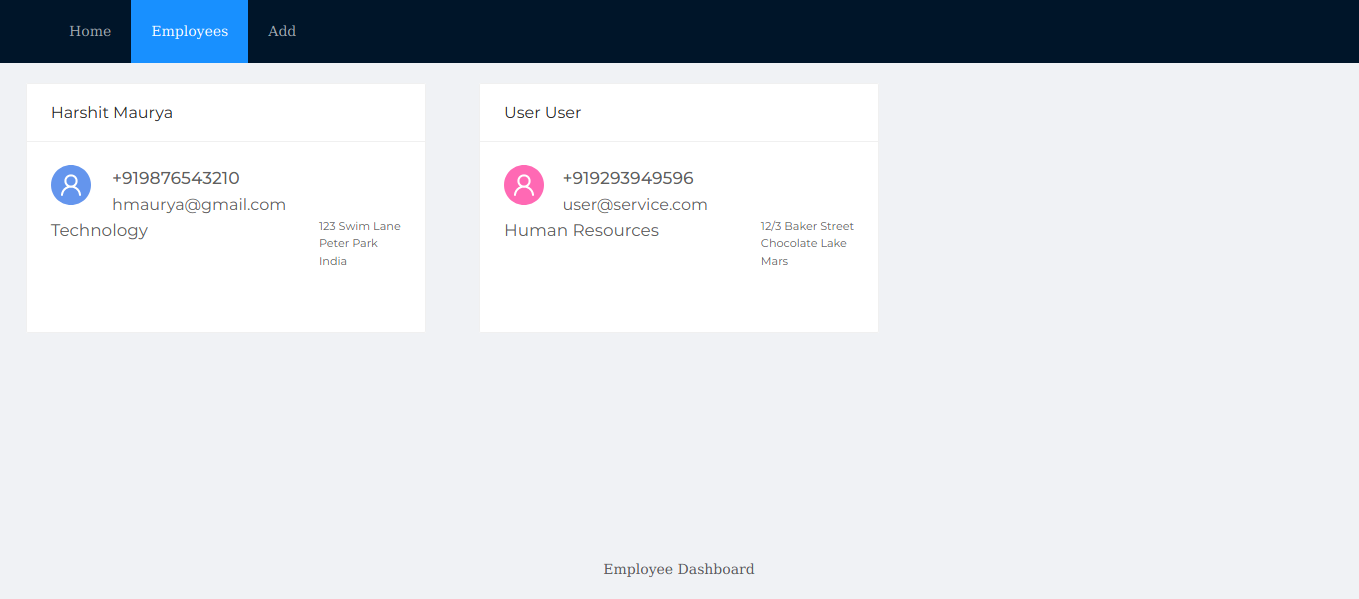 Home Employees Add
Harshit Maurya
+919876543210
hmaurya@gmail.com
Technology
123 Swim Lane
Peter Park
India
User User
+919293949596
user@service.com
Human Resources
12/3 Baker Street
Chocolate Lake
Mars
Employee Dashboard